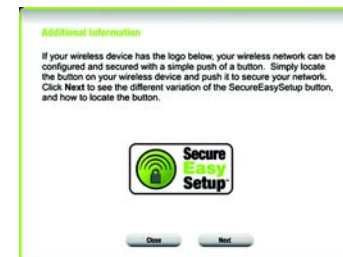 Additional Information
If your wireless device has the logo below, your wireless network can be
configured and secured with a simple push of a button.  Simply locate
the button on your wireless device and push it to secure your network.
Click Next to see the different variation of the SecureEasySetup button,
and how to locate the button.
Secure
Easy
Setup
Close
Next